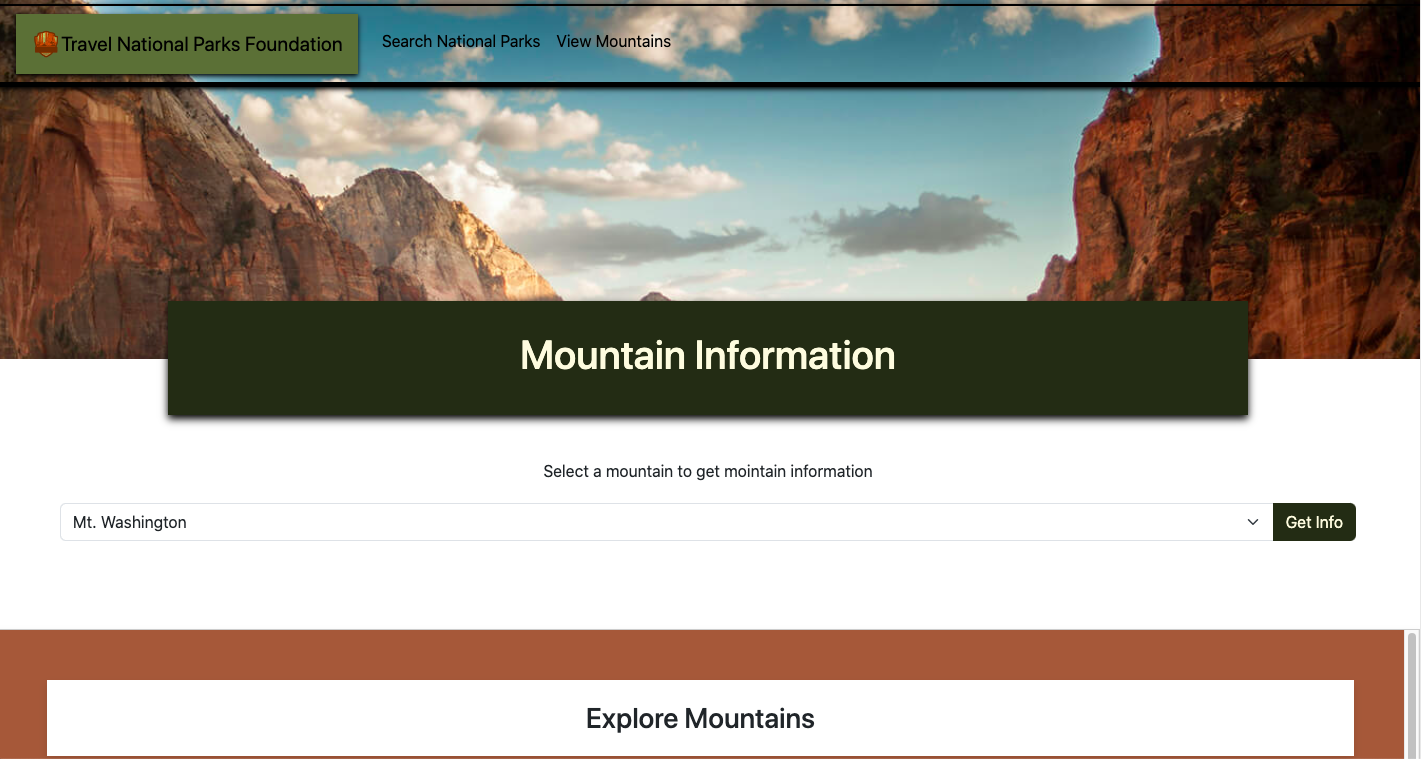 Travel National Parks Foundation
Search National Parks
View Mountains
Mountain Information
Select a mountain to get mointain information
Mt. Washington
Get Info
Explore Mountains